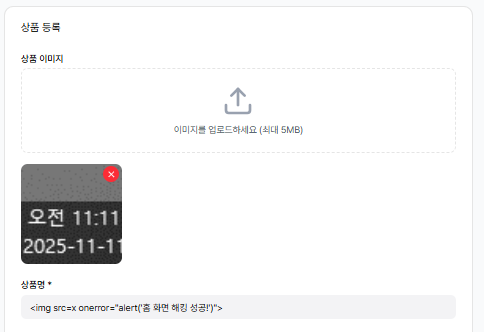 상품 등록
상품 이미지
이미지를 업로드하세요 (최대 5MB)
오전 11:11
2025-11-11
상품명 *
<img src=x onerror="alert('홈 화면 해킹 성공!')">